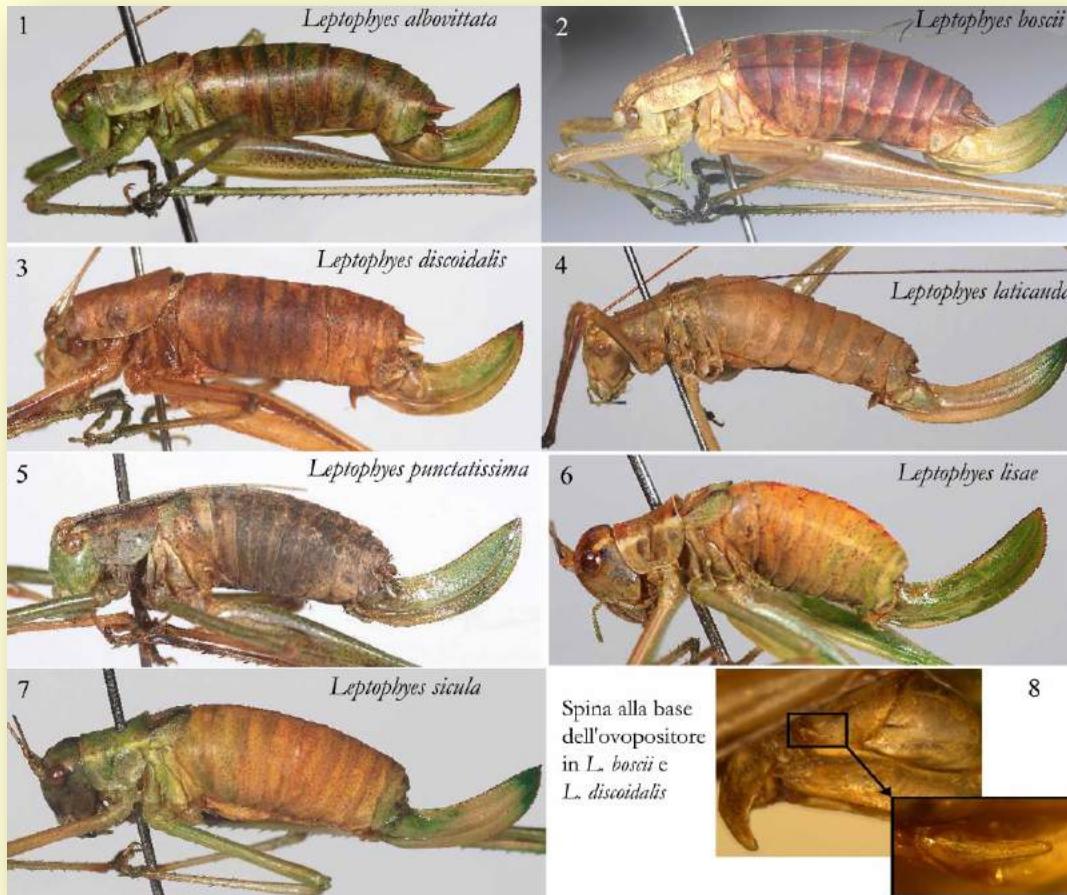 1
Leptophyes albovittata
2
Leptophyes boscii
3
Leptophyes discoidalis
4
Leptophyes laticauda
5
Leptophyes punctatissima
6
Leptophyes lisae
7
Leptophyes sicula
Spina alla base
dell'ovopositore
in L. boscii e
L. discoidalis
8